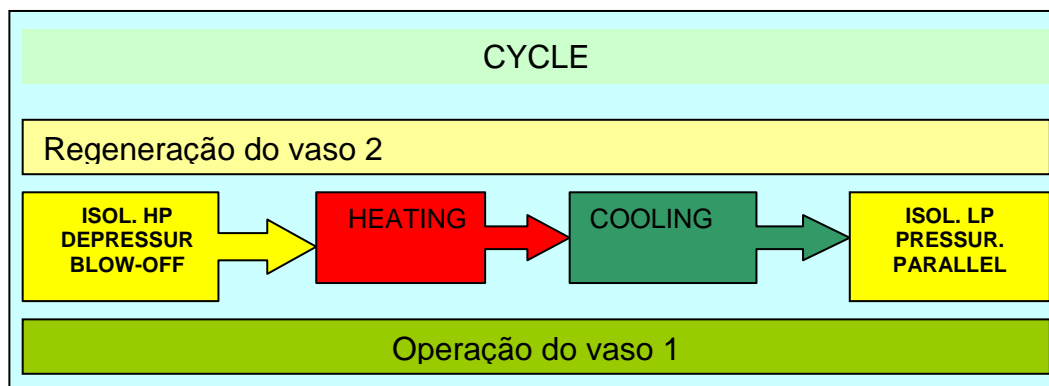 CYCLE
Regeneração do vaso 2
ISOL. HP
DEPRESSUR
BLOW-OFF
HEATING
COOLING
ISOL. LP
PRESSUR.
PARALLEL
Operação do vaso 1